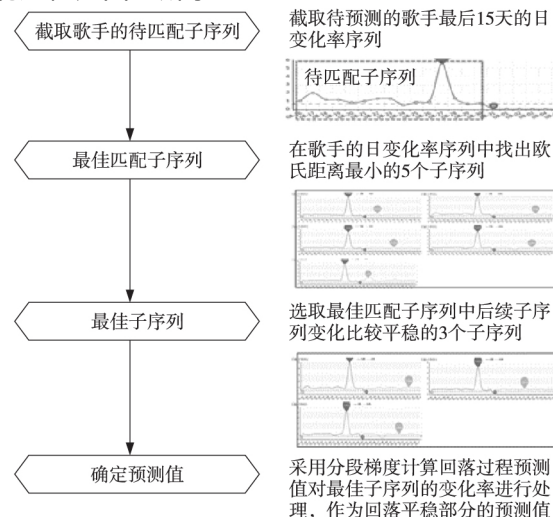 截取歌手的待匹配子序列
截取待预测的歌手最后15天的日
变化率序列
待匹配子序列
最佳匹配子序列
在歌手的日变化率序列中找出欧
氏距离最小的5个子序列
最佳子序列
选取最佳匹配子序列中后续子序
列变化比较平稳的3个子序列
确定预测值
采用分段梯度计算回落过程预测
值对最佳子序列的变化率进行处
理，作为回落平稳部分的预测值